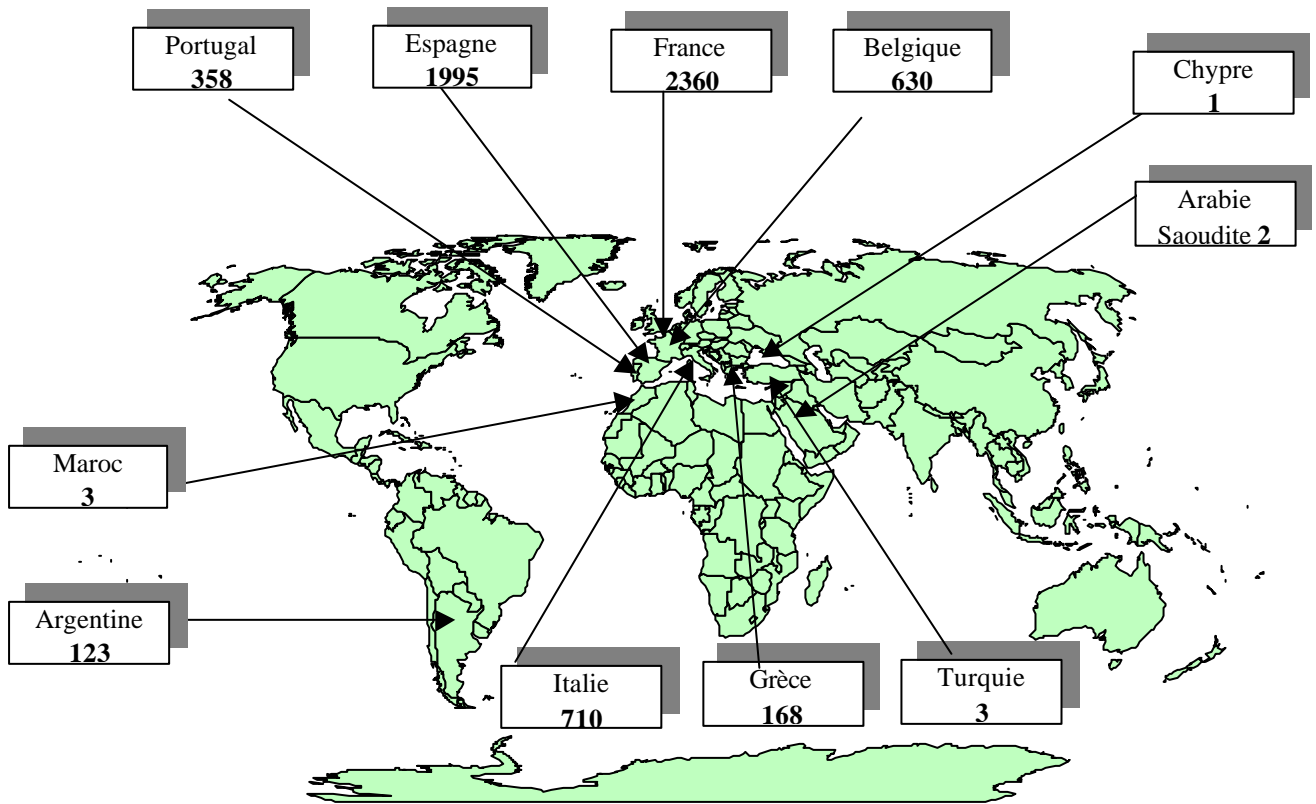 Portugal
358
Espagne
1995
France
2360
Belgique
630
Chypre
1
Arabie
Saoudite 2
Maroc
3
Argentine
123
Italie
710
Grèce
168
Turquie
3